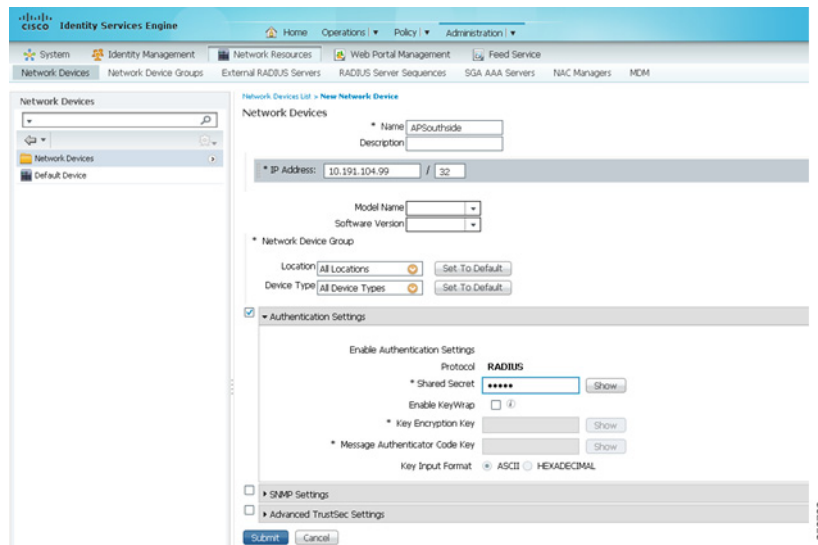 CISCO Identity Services Engine
Home Operations Policy Administration
System Identity Management Network Resources Web Portal Management Feed Service
Network Devices Network Device Groups External RADIUS Servers RADIUS Server Sequences SGA AAA Servers NAC Managers MDM
Network Devices
Network Devices
Default Device
Network Devices List > New Network Device
Network Devices
* Name APSouthside
Description
* IP Address: 10.191.104.99 / 32
Model Name
Software Version
* Network Device Group
Location All Locations Set To Default
Device Type All Device Types Set To Default
Authentication Settings
Enable Authentication Settings
Protocol RADIUS
* Shared Secret ••••• Show
Enable KeyWrap
* Key Encryption Key Show
* Message Authenticator Code Key Show
Key Input Format ASCII HEXADECIMAL
SNMP Settings
Advanced TrustSec Settings
Submit Cancel